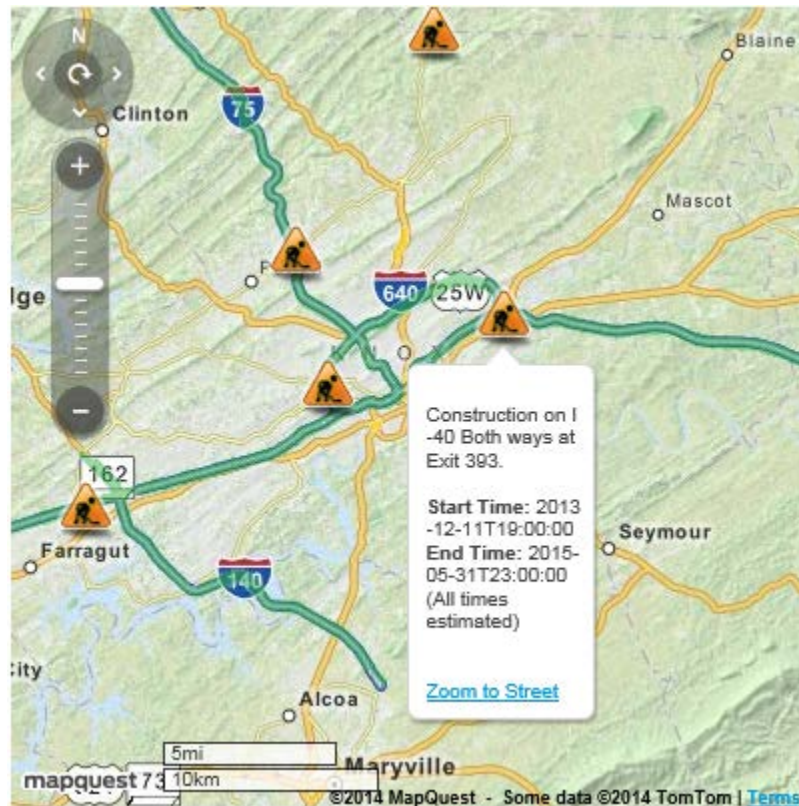 N
Blaine
75
Clinton
Mascot
640
25W
Construction on I
-40 Both ways at
Exit 393.
Start Time: 2013
-12-11T19:00:00
End Time: 2015-
05-31T23:00:00
(All times
estimated)
Zoom to Street
162
Farragut
Seymour
140
Alcoa
5mi
10km
Maryville
mapquest
73
©2014 MapQuest - Some data ©2014 TomTom | Terms